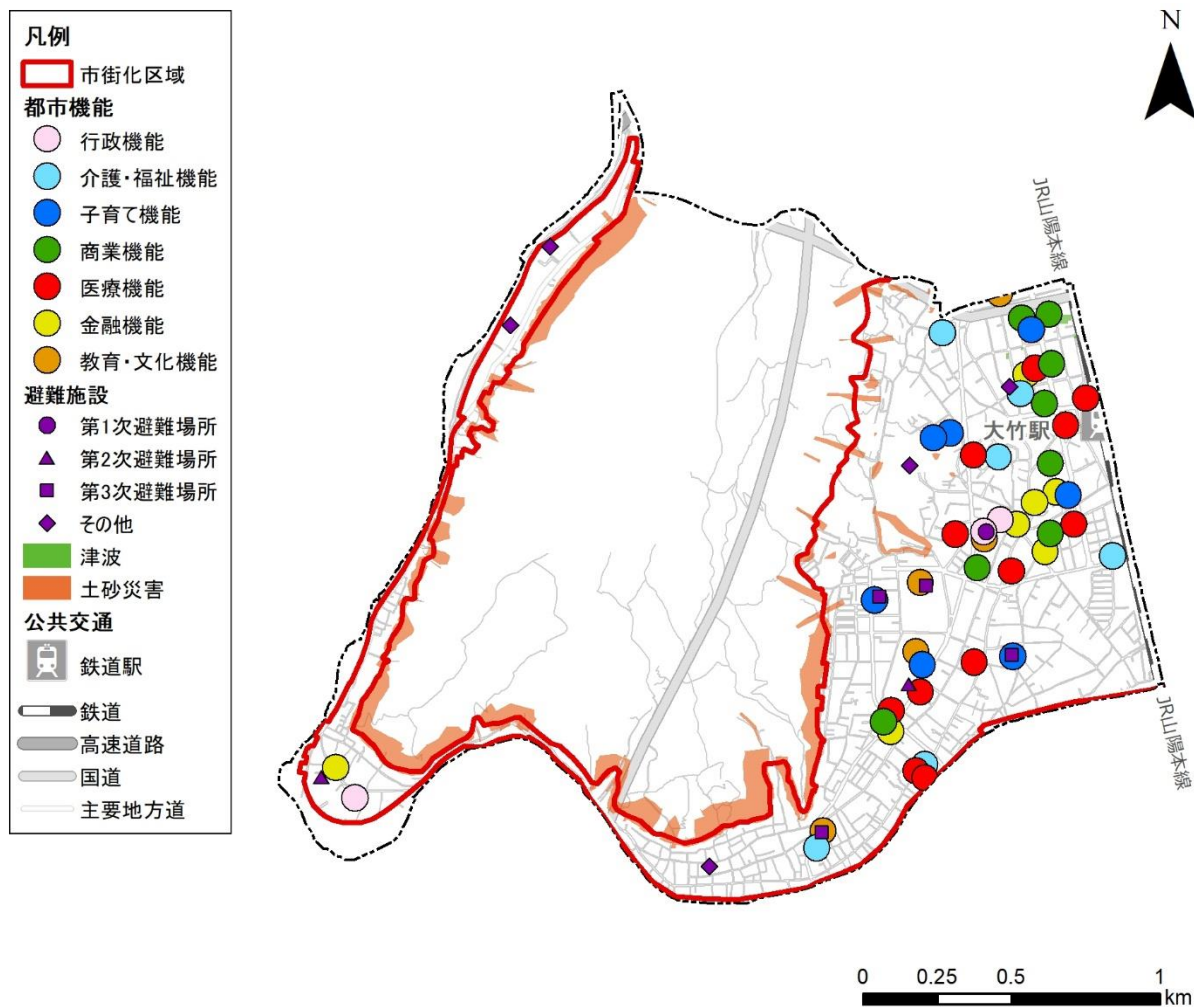 凡例
市街化区域
都市機能
行政機能
介護・福祉機能
子育て機能
商業機能
医療機能
金融機能
教育・文化機能
避難施設
第1次避難場所
第2次避難場所
第3次避難場所
その他
津波
土砂災害
公共交通
鉄道駅
鉄道
高速道路
国道
主要地方道
N
JR山陽本線
大竹駅
JR山陽本線
0 0.25 0.5 1
km